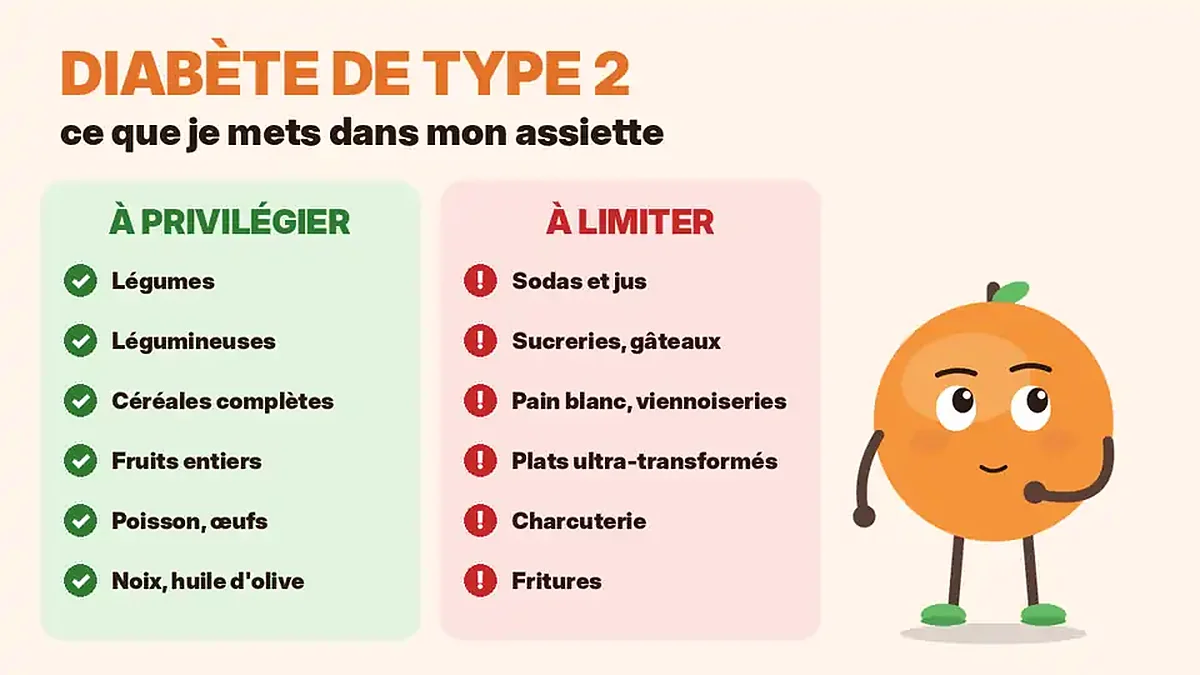 DIABÈTE DE TYPE 2
ce que je mets dans mon assiette
À PRIVILÉGIER
Légumes
Légumineuses
Céréales complètes
Fruits entiers
Poisson, œufs
Noix, huile d'olive
À LIMITER
Sodas et jus
Sucreries, gâteaux
Pain blanc, viennoiseries
Plats ultra-transformés
Charcuterie
Fritures